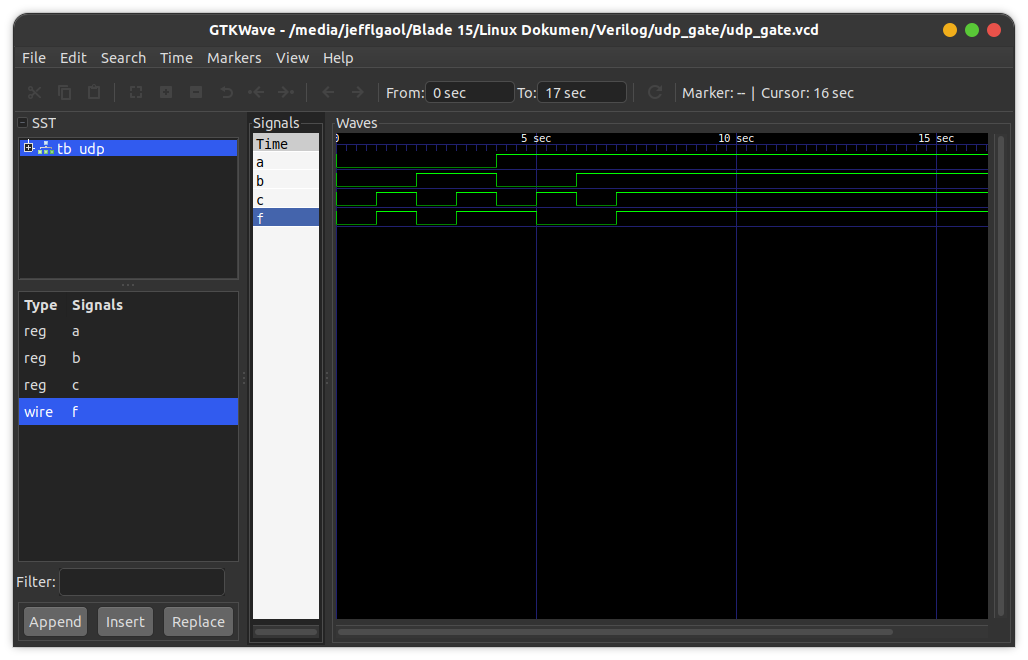 GTKWave - /media/jefflgaol/Blade 15/Linux Dokumen/Verilog/udp_gate/udp_gate.vcd
File Edit Search Time Markers View Help
From: 0 sec To: 17 sec Marker: -- | Cursor: 16 sec
SST
tb_udp
Type Signals
reg a
reg b
reg c
wire f
Filter:
Append Insert Replace
Signals
Time
a
b
c
f
Waves
0 5 sec 10 sec 15 sec